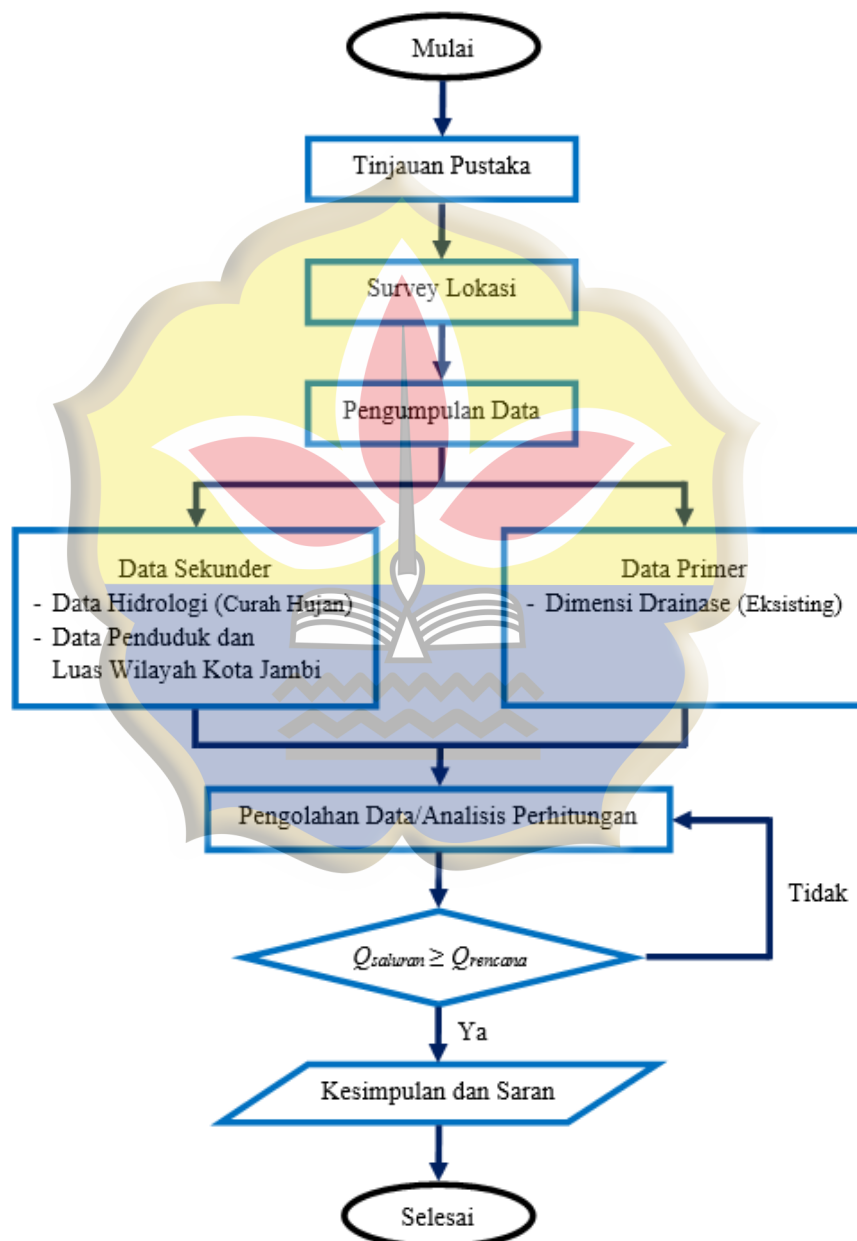 Mulai
Tinjauan Pustaka
Survey Lokasi
Pengumpulan Data
Data Sekunder
- Data Hidrologi (Curah Hujan)
- Data Penduduk dan
Luas Wilayah Kota Jambi
Data Primer
- Dimensi Drainase (Eksisting)
Pengolahan Data/Analisis Perhitungan
Tidak
Qsaluran ≥ Qrencana
Ya
Kesimpulan dan Saran
Selesai